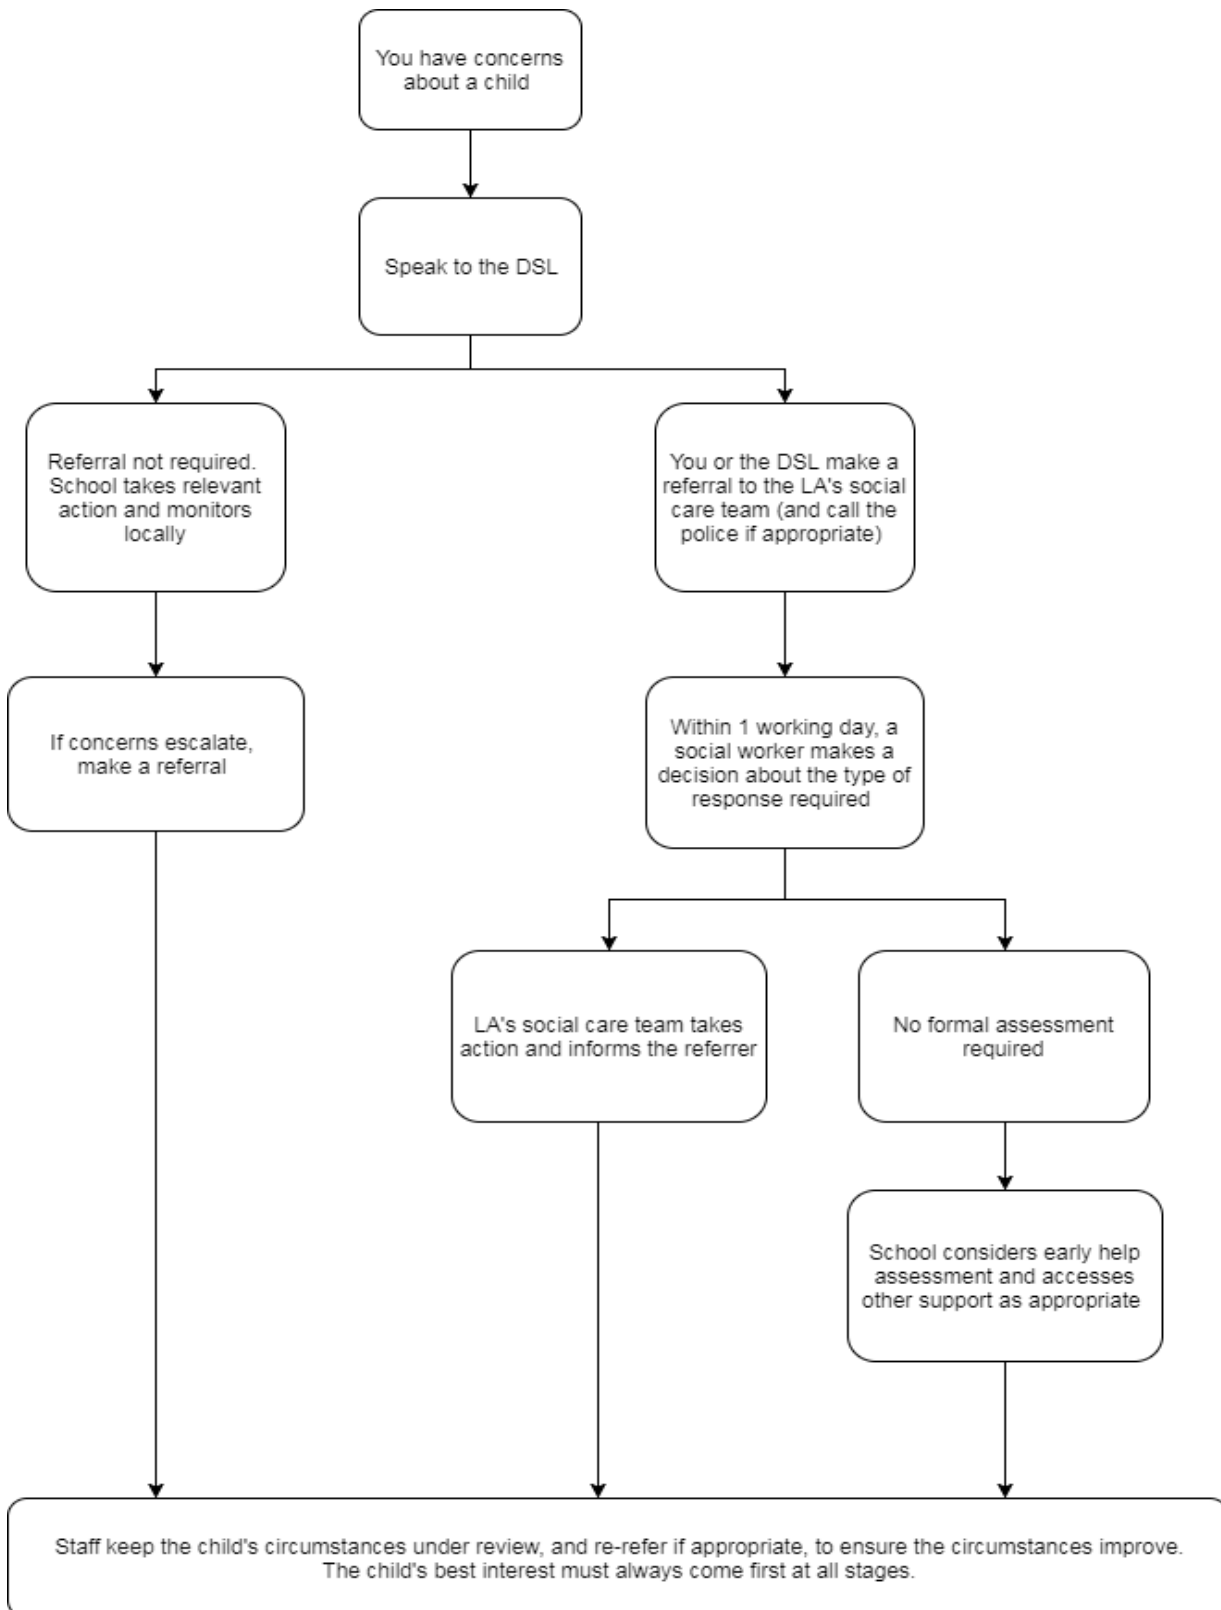 You have concerns
about a child
Speak to the DSL
Referral not required.
School takes relevant
action and monitors
locally
You or the DSL make a
referral to the LA's social
care team (and call the
police if appropriate)
If concerns escalate,
make a referral
Within 1 working day, a
social worker makes a
decision about the type of
response required
LA's social care team takes
action and informs the referrer
No formal assessment
required
School considers early help
assessment and accesses
other support as appropriate
Staff keep the child's circumstances under review, and re-refer if appropriate, to ensure the circumstances improve.
The child's best interest must always come first at all stages.